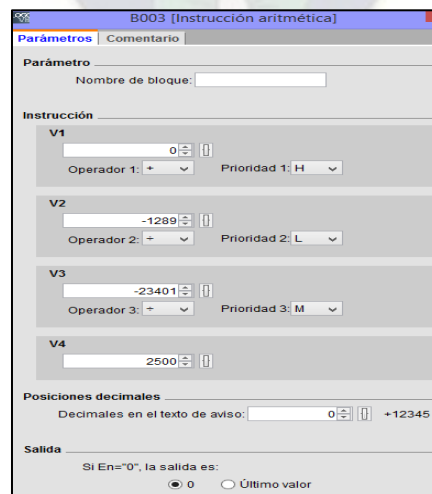 B003 [Instrucción aritmética]
Parámetros Comentario
Parámetro
Nombre de bloque:
Instrucción
V1
0
Operador 1: + Prioridad 1: H
V2
-1289
Operador 2: ÷ Prioridad 2: L
V3
-23401
Operador 3: ÷ Prioridad 3: M
V4
2500
Posiciones decimales
Decimales en el texto de aviso: 0 +12345
Salida
Si En="0", la salida es:
0 Último valor